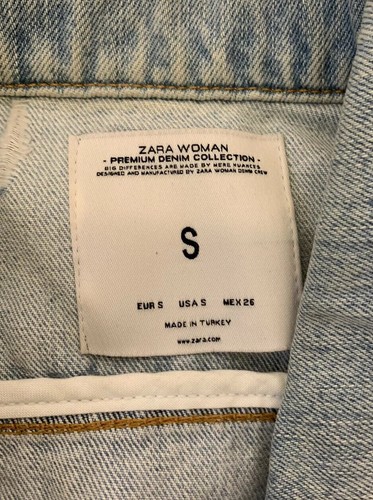 ZARA WOMAN
- PREMIUM DENIM COLLECTION -
BIG DIFFERENCES ARE MADE BY MERE NUANCES
DESIGNED AND MANUFACTURED BY ZARA WOMAN DENIM CREW
S
EUR S USA S MEX 26
MADE IN TURKEY
www.zara.com